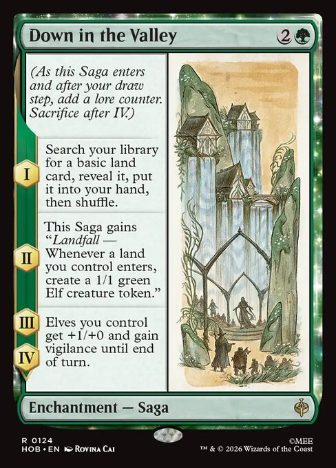 Down in the Valley 2
(As this Saga enters
and after your draw
step, add a lore counter.
Sacrifice after IV.)
I
Search your library
for a basic land
card, reveal it, put
it into your hand,
then shuffle.
II
This Saga gains
“Landfall —
Whenever a land
you control enters,
create a 1/1 green
Elf creature token.”
III
IV
Elves you control
get +1/+0 and gain
vigilance until end
of turn.
Enchantment — Saga
R 0124
HOB • EN Rovina Cai
©MEE
™ & © 2026 Wizards of the Coast